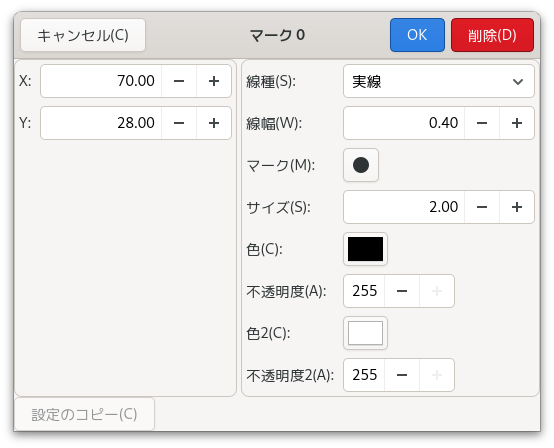 キャンセル(C)
マーク 0
OK
削除(D)
X:
70.00
Y:
28.00
線種(S):
実線
線幅(W):
0.40
マーク(M):
サイズ(S):
2.00
色(C):
不透明度(A):
255
色2(C):
不透明度2(A):
255
設定のコピー(C)